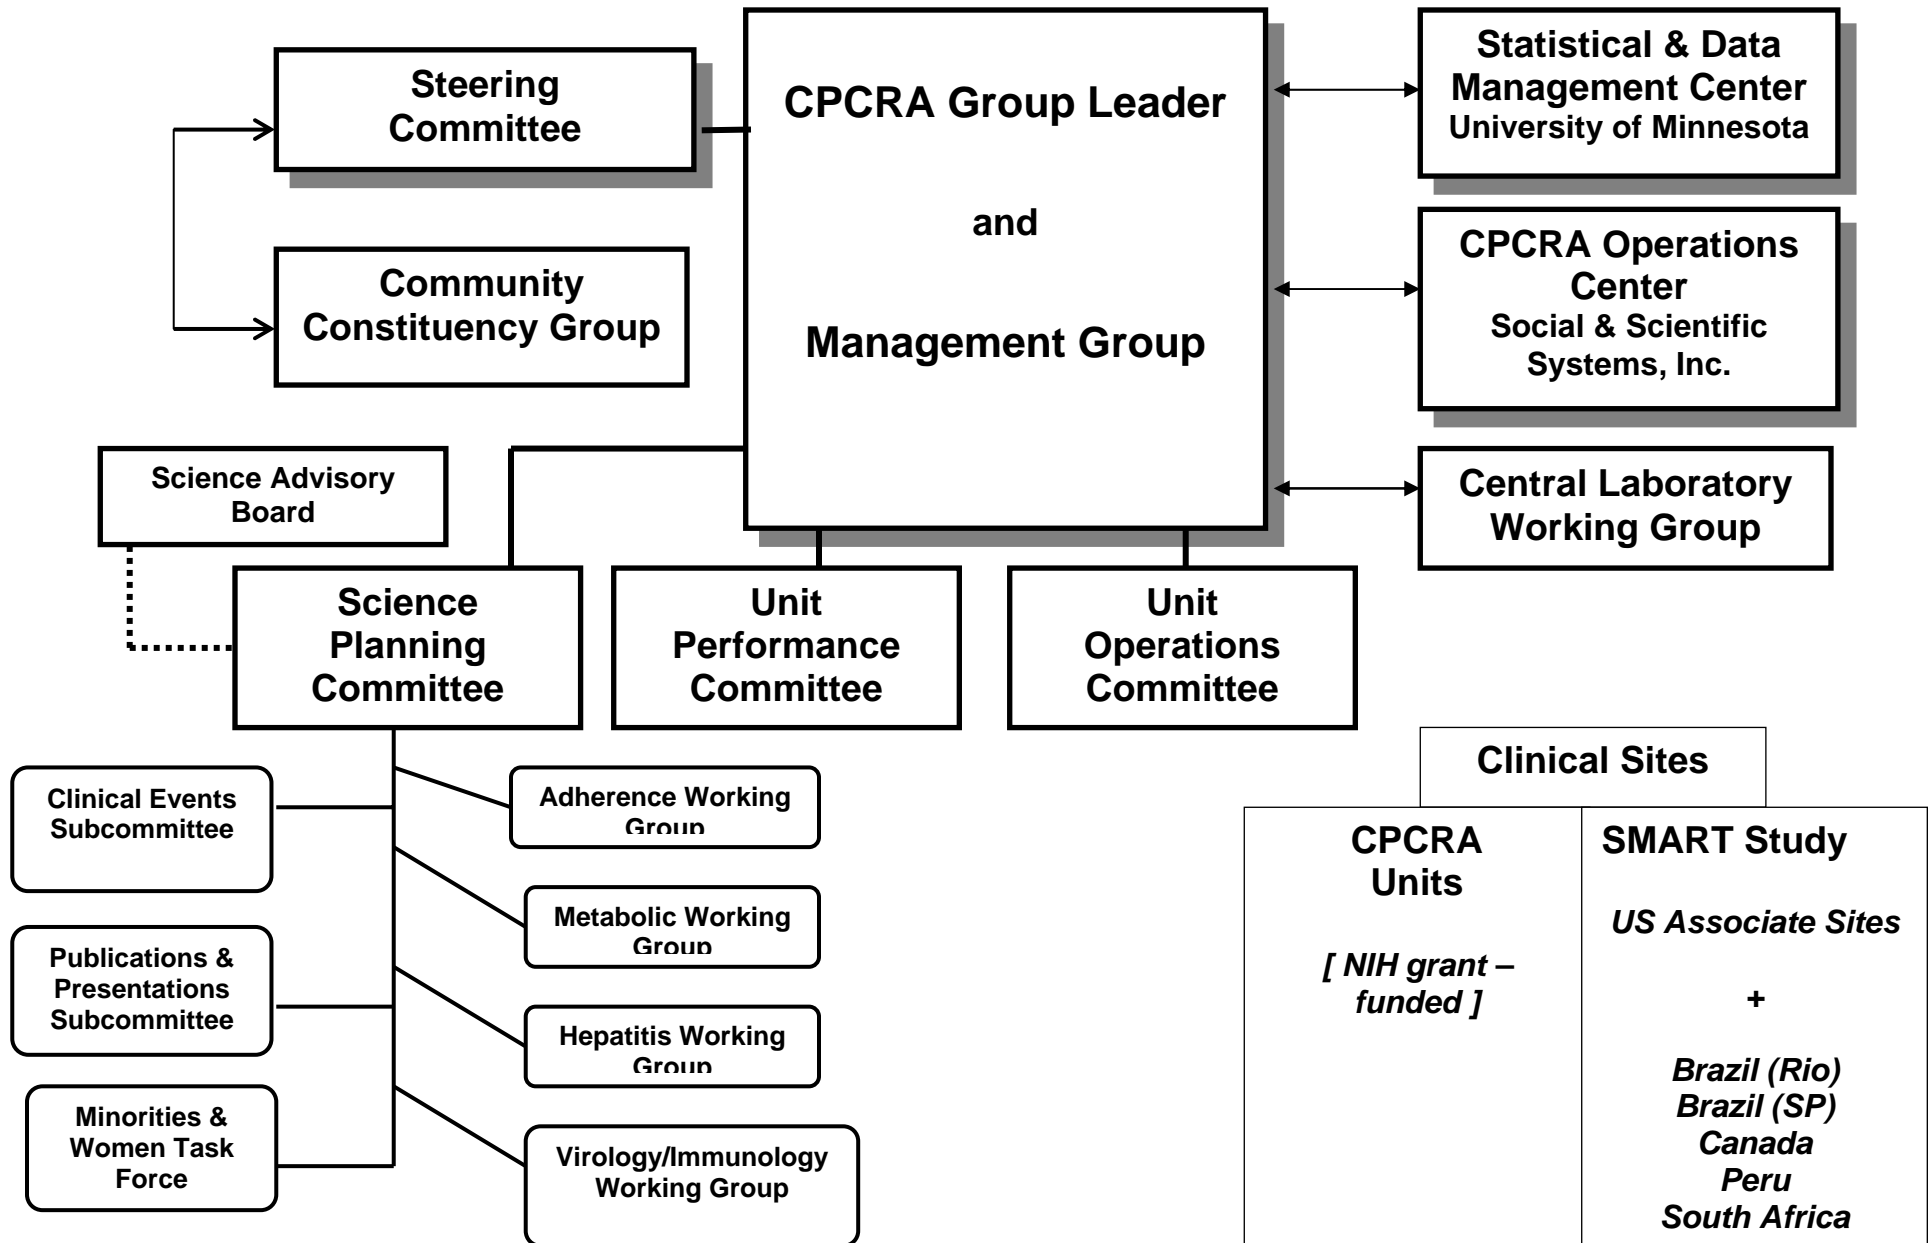 Steering
Committee
CPCRA Group Leader
and
Management Group
Statistical & Data
Management Center
University of Minnesota
Community
Constituency Group
CPCRA Operations
Center
Social & Scientific
Systems, Inc.
Science Advisory
Board
Central Laboratory
Working Group
Science
Planning
Committee
Unit
Performance
Committee
Unit
Operations
Committee
Clinical Events
Subcommittee
Publications &
Presentations
Subcommittee
Minorities &
Women Task
Force
Adherence Working
Group
Metabolic Working
Group
Hepatitis Working
Group
Virology/Immunology
Working Group
Clinical Sites
CPCRA
Units
[ NIH grant –
funded ]
SMART Study
US Associate Sites
+
Brazil (Rio)
Brazil (SP)
Canada
Peru
South Africa